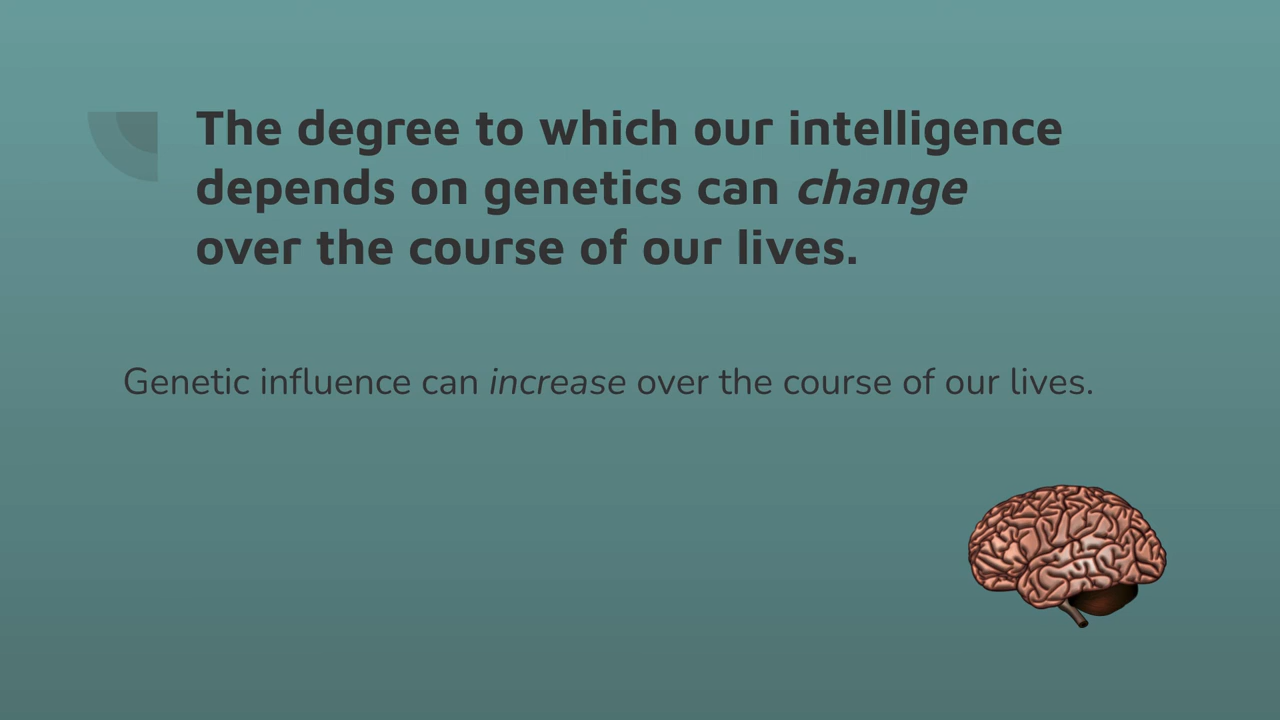 The degree to which our intelligence
depends on genetics can change
over the course of our lives.
Genetic influence can increase over the course of our lives.